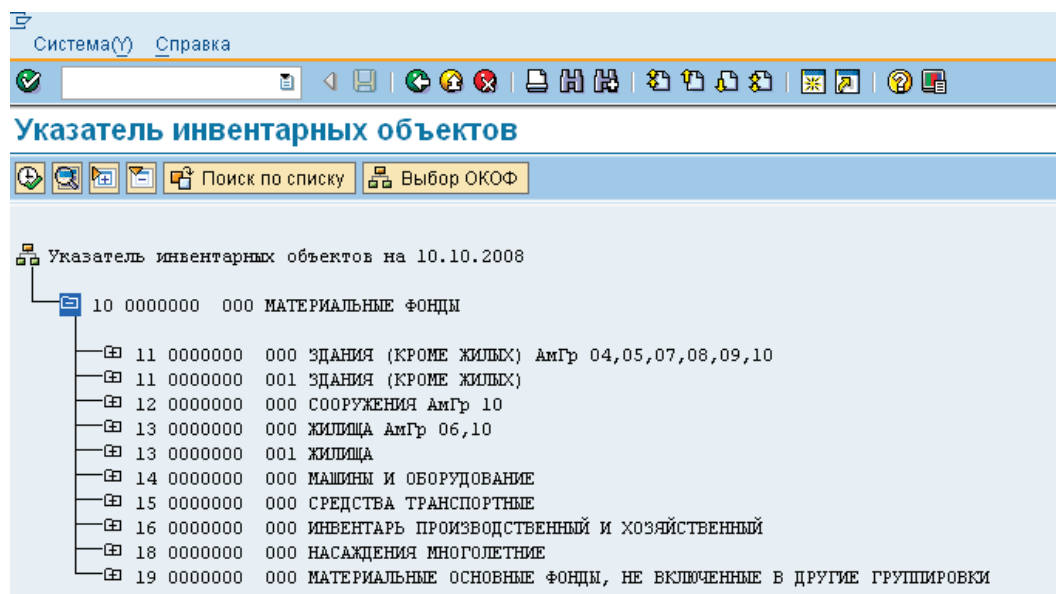 Система(Y) Справка
Указатель инвентарных объектов
Поиск по списку Выбор ОКОФ
Указатель инвентарных объектов на 10.10.2008
10 0000000 000 МАТЕРИАЛЬНЫЕ ФОНДЫ
11 0000000 000 ЗДАНИЯ (КРОМЕ ЖИЛЫХ) АмГр 04,05,07,08,09,10
11 0000000 001 ЗДАНИЯ (КРОМЕ ЖИЛЫХ)
12 0000000 000 СООРУЖЕНИЯ АмГр 10
13 0000000 000 ЖИЛИЩА АмГр 06,10
13 0000000 001 ЖИЛИЩА
14 0000000 000 МАШИНЫ И ОБОРУДОВАНИЕ
15 0000000 000 СРЕДСТВА ТРАНСПОРТНЫЕ
16 0000000 000 ИНВЕНТАРЬ ПРОИЗВОДСТВЕННЫЙ И ХОЗЯЙСТВЕННЫЙ
18 0000000 000 НАСАЖДЕНИЯ МНОГОЛЕТНИЕ
19 0000000 000 МАТЕРИАЛЬНЫЕ ОСНОВНЫЕ ФОНДЫ, НЕ ВКЛЮЧЕННЫЕ В ДРУГИЕ ГРУППИРОВКИ